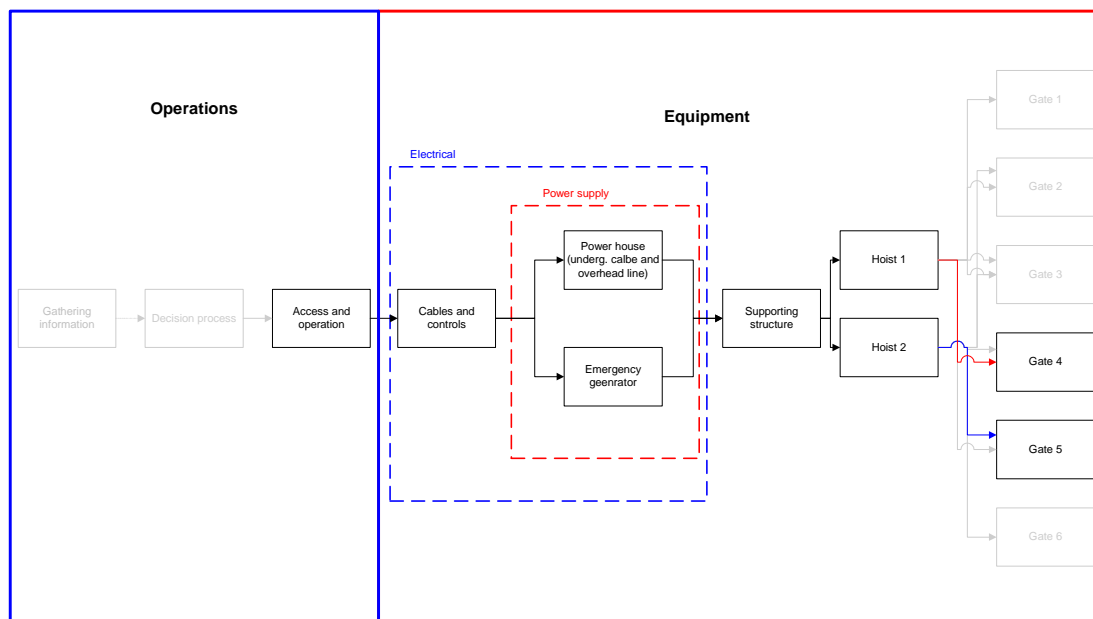 Operations
Equipment
Electrical
Power supply
Gathering
information
Decision process
Access and
operation
Cables and
controls
Power house
(underg. calbe and
overhead line)
Emergency
geenrator
Supporting
structure
Hoist 1
Hoist 2
Gate 1
Gate 2
Gate 3
Gate 4
Gate 5
Gate 6